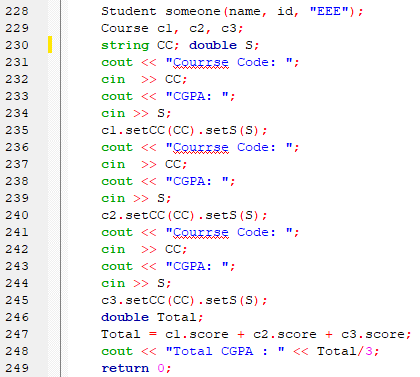 228 Student someone(name, id, "EEE");
229 Course c1, c2, c3;
230 string CC; double S;
231 cout << "Courrse Code: ";
232 cin >> CC;
233 cout << "CGPA: ";
234 cin >> S;
235 c1.setCC(CC).setS(S);
236 cout << "Courrse Code: ";
237 cin >> CC;
238 cout << "CGPA: ";
239 cin >> S;
240 c2.setCC(CC).setS(S);
241 cout << "Courrse Code: ";
242 cin >> CC;
243 cout << "CGPA: ";
244 cin >> S;
245 c3.setCC(CC).setS(S);
246 double Total;
247 Total = c1.score + c2.score + c3.score;
248 cout << "Total CGPA : " << Total/3;
249 return 0;